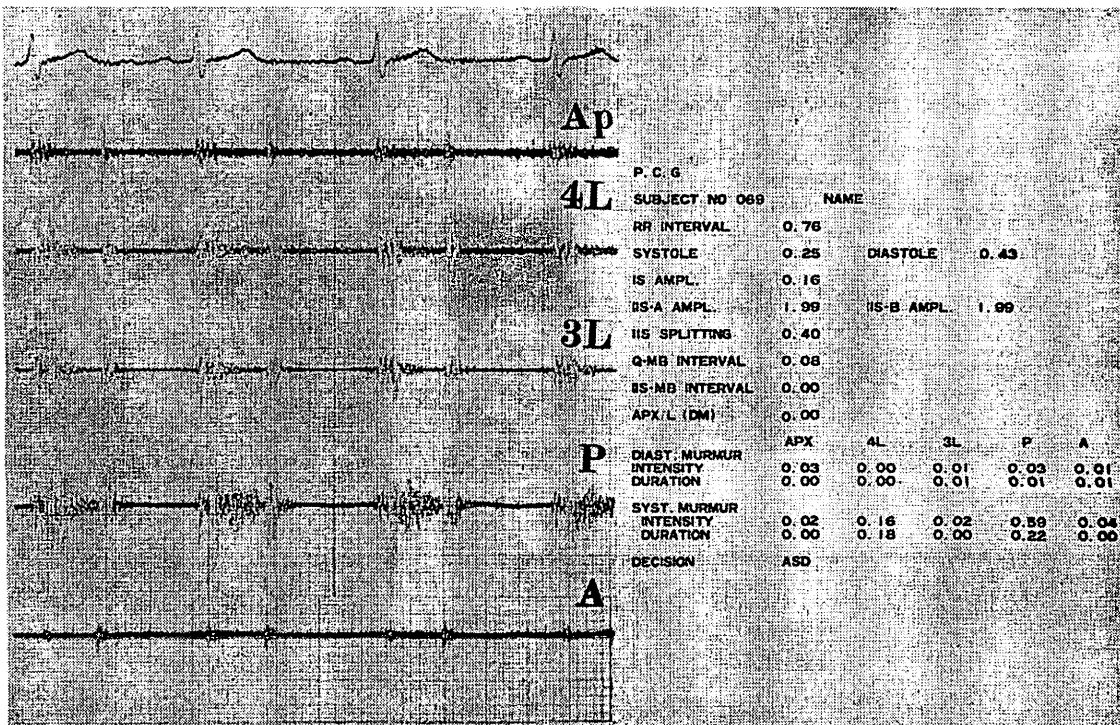 Ap
4L
3L
P
A
P. C. G
SUBJECT NO 069 NAME
RR INTERVAL 0. 76
SYSTOLE 0. 25 DIASTOLE 0. 43
IS AMPL. 0. 16
IIS-A AMPL. 1. 99 IIS-B AMPL. 1. 99
IIS SPLITTING 0. 40
Q-MB INTERVAL 0. 08
IIS-MB INTERVAL 0. 00
APX/L (DM) 0. 00
APX 4L 3L P A
DIAST. MURMUR
INTENSITY 0. 03 0. 00 0. 01 0. 03 0. 01
DURATION 0. 00 0. 00 0. 01 0. 01 0. 01
SYST. MURMUR
INTENSITY 0. 02 0. 16 0. 02 0. 59 0. 04
DURATION 0. 00 0. 18 0. 00 0. 22 0. 00
DECISION ASD